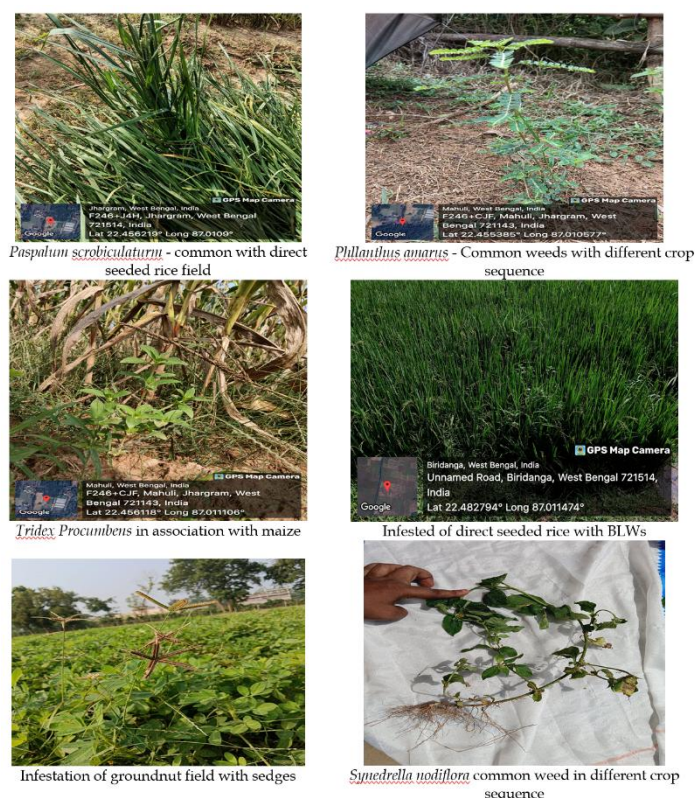 GPS Map Camera
Jhargram, West Bengal, India
F246+J4H, Jhargram, West Bengal
721514, India
Lat 22.456219° Long 87.0109°
Google
Paspalum scrobiculaturm - common with direct
seeded rice field
GPS Map Camera
Mahuli, West Bengal, India
F246+CJF, Mahuli, Jhargram, West
Bengal 721143, India
Lat 22.455385° Long 87.010577°
Google
Phllanthus amarus - Common weeds with different crop
sequence
GPS Map Camera
Mahuli, West Bengal, India
F246+CJF, Mahuli, Jhargram, West
Bengal 721143, India
Lat 22.456118° Long 87.011106°
Google
Tridex Procumbens in association with maize
GPS Map Camera
Biridanga, West Bengal, India
Unnamed Road, Biridanga, West Bengal 721514,
India
Lat 22.482794° Long 87.011474°
Google
Infested of direct seeded rice with BLWs
Infestation of groundnut field with sedges
Synedrella nodiflora common weed in different crop
sequence